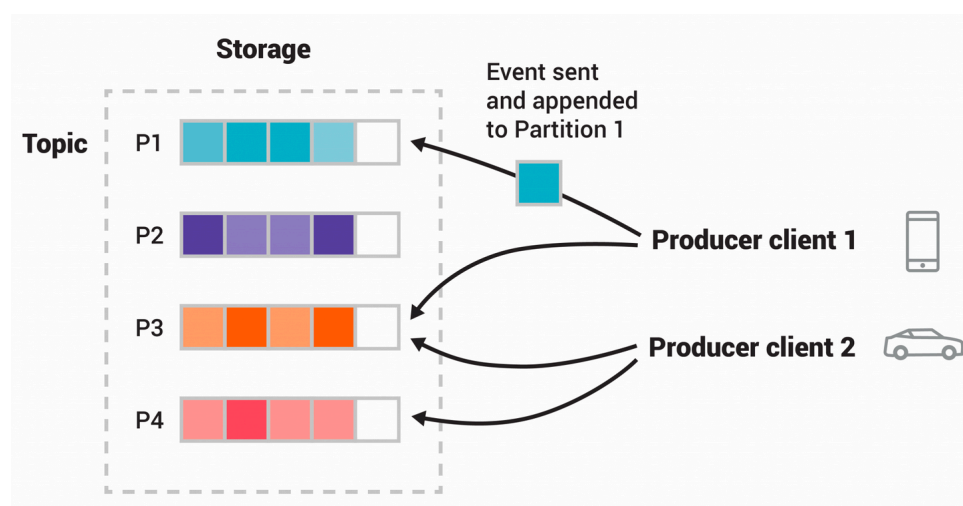 Storage
Event sent
and appended
to Partition 1
Topic
P1
P2
Producer client 1
P3
Producer client 2
P4